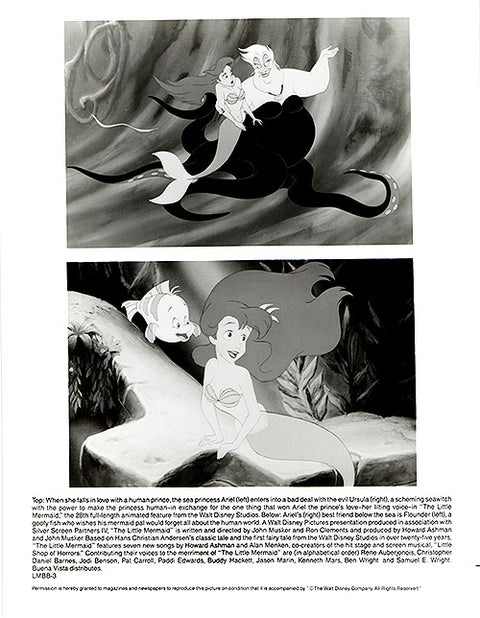 Top: When she falls in love with a human prince, the sea princess Ariel (left) enters into a bad deal with the evil Ursula (right), a scheming seawitch
with the power to make the princess human–in exchange for the one thing that won Ariel the prince's love–her lilting voice–in "The Little
Mermaid," the 28th full-length animated feature from the Walt Disney Studios. Below: Ariel's (right) best friend below the sea is Flounder (left), a
goofy fish who wishes his mermaid pal would forget all about the human world. A Walt Disney Pictures presentation produced in association with
Silver Screen Partners IV, "The Little Mermaid" is written and directed by John Musker and Ron Clements and produced by Howard Ashman
and John Musker. Based on Hans Christian Andersen's classic tale and the first fairy tale from the Walt Disney Studios in over twenty-five years,
"The Little Mermaid" features seven new songs by Howard Ashman and Alan Menken, co-creators of the hit stage and screen musical, "Little
Shop of Horrors." Contributing their voices to the merriment of "The Little Mermaid" are (in alphabetical order) Rene Auberjonois, Christopher
Daniel Barnes, Jodi Benson, Pat Carroll, Paddi Edwards, Buddy Hackett, Jason Marin, Kenneth Mars, Ben Wright and Samuel E. Wright.
Buena Vista distributes.
LMBB-3
Permission is hereby granted to magazines and newspapers to reproduce this picture on condition that it is accompanied by "©The Walt Disney Company All Rights Reserved"